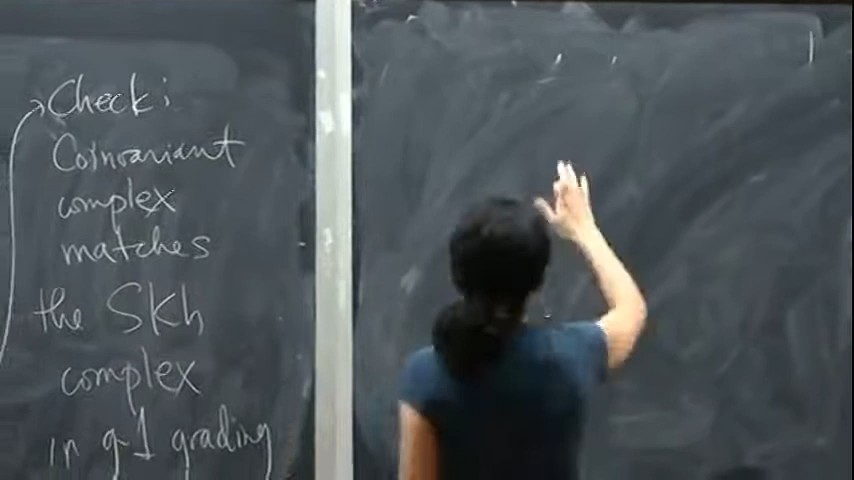 Check:
Coinvariant
complex
matches
the SKh
complex
in q-1 grading